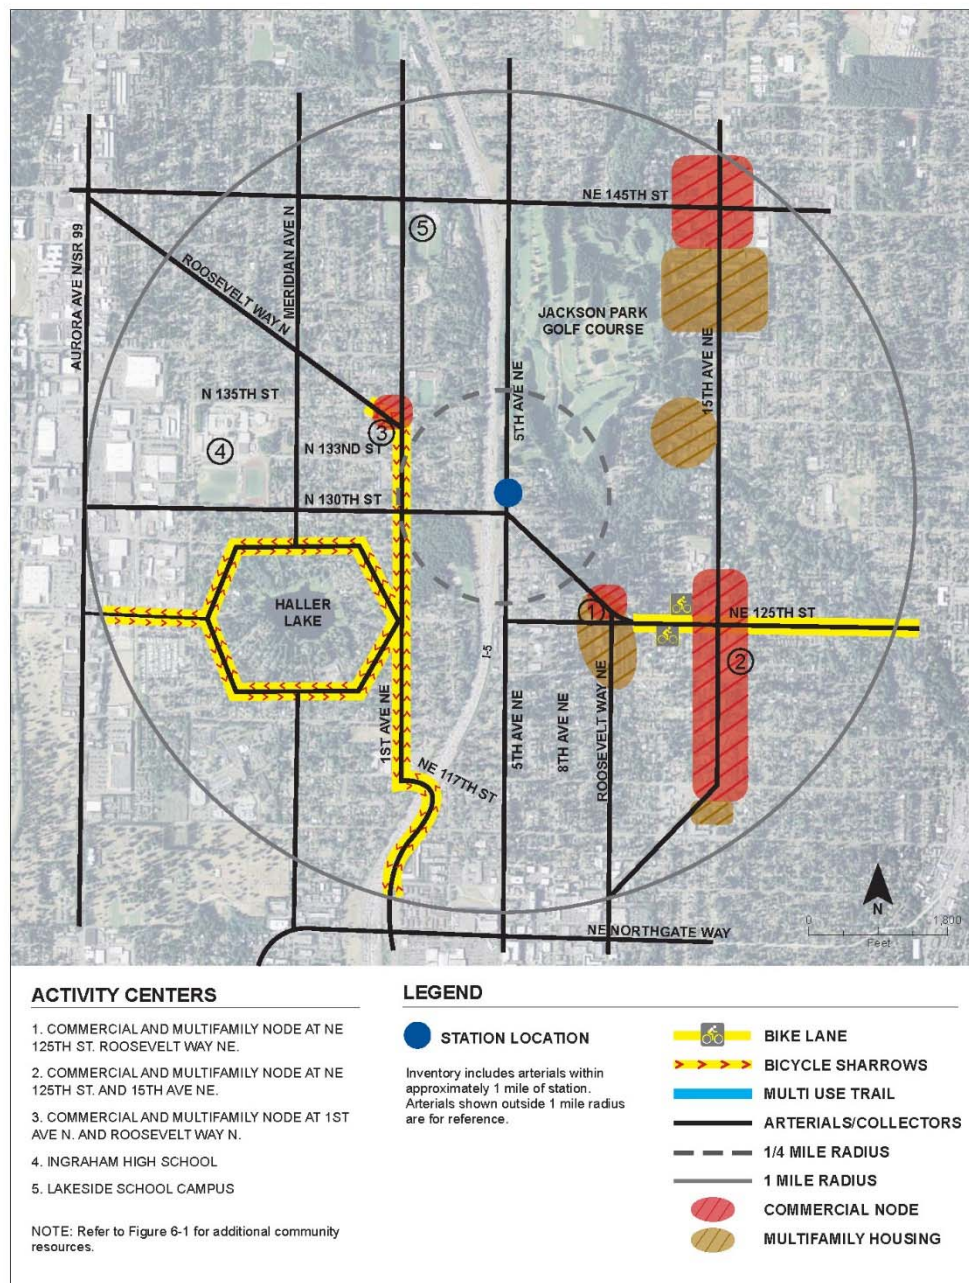 NE 145TH ST
5
AURORA AVE N/SR 99
MERIDIAN AVE N
ROOSEVELT WAY N
JACKSON PARK
GOLF COURSE
5TH AVE NE
15TH AVE NE
N 135TH ST
3
4
N 133ND ST
N 130TH ST
HALLER
LAKE
1
NE 125TH ST
2
I-5
1ST AVE NE
5TH AVE NE
8TH AVE NE
ROOSEVELT WAY NE
NE 117TH ST
N
0 1,800
Feet
NE NORTHGATE WAY
ACTIVITY CENTERS
1. COMMERCIAL AND MULTIFAMILY NODE AT NE
125TH ST. ROOSEVELT WAY NE.
2. COMMERCIAL AND MULTIFAMILY NODE AT NE
125TH ST. AND 15TH AVE NE.
3. COMMERCIAL AND MULTIFAMILY NODE AT 1ST
AVE N. AND ROOSEVELT WAY N.
4. INGRAHAM HIGH SCHOOL
5. LAKESIDE SCHOOL CAMPUS
NOTE: Refer to Figure 6-1 for additional community
resources.
LEGEND
STATION LOCATION
Inventory includes arterials within
approximately 1 mile of station.
Arterials shown outside 1 mile radius
are for reference.
BIKE LANE
BICYCLE SHARROWS
MULTI USE TRAIL
ARTERIALS/COLLECTORS
1/4 MILE RADIUS
1 MILE RADIUS
COMMERCIAL NODE
MULTIFAMILY HOUSING